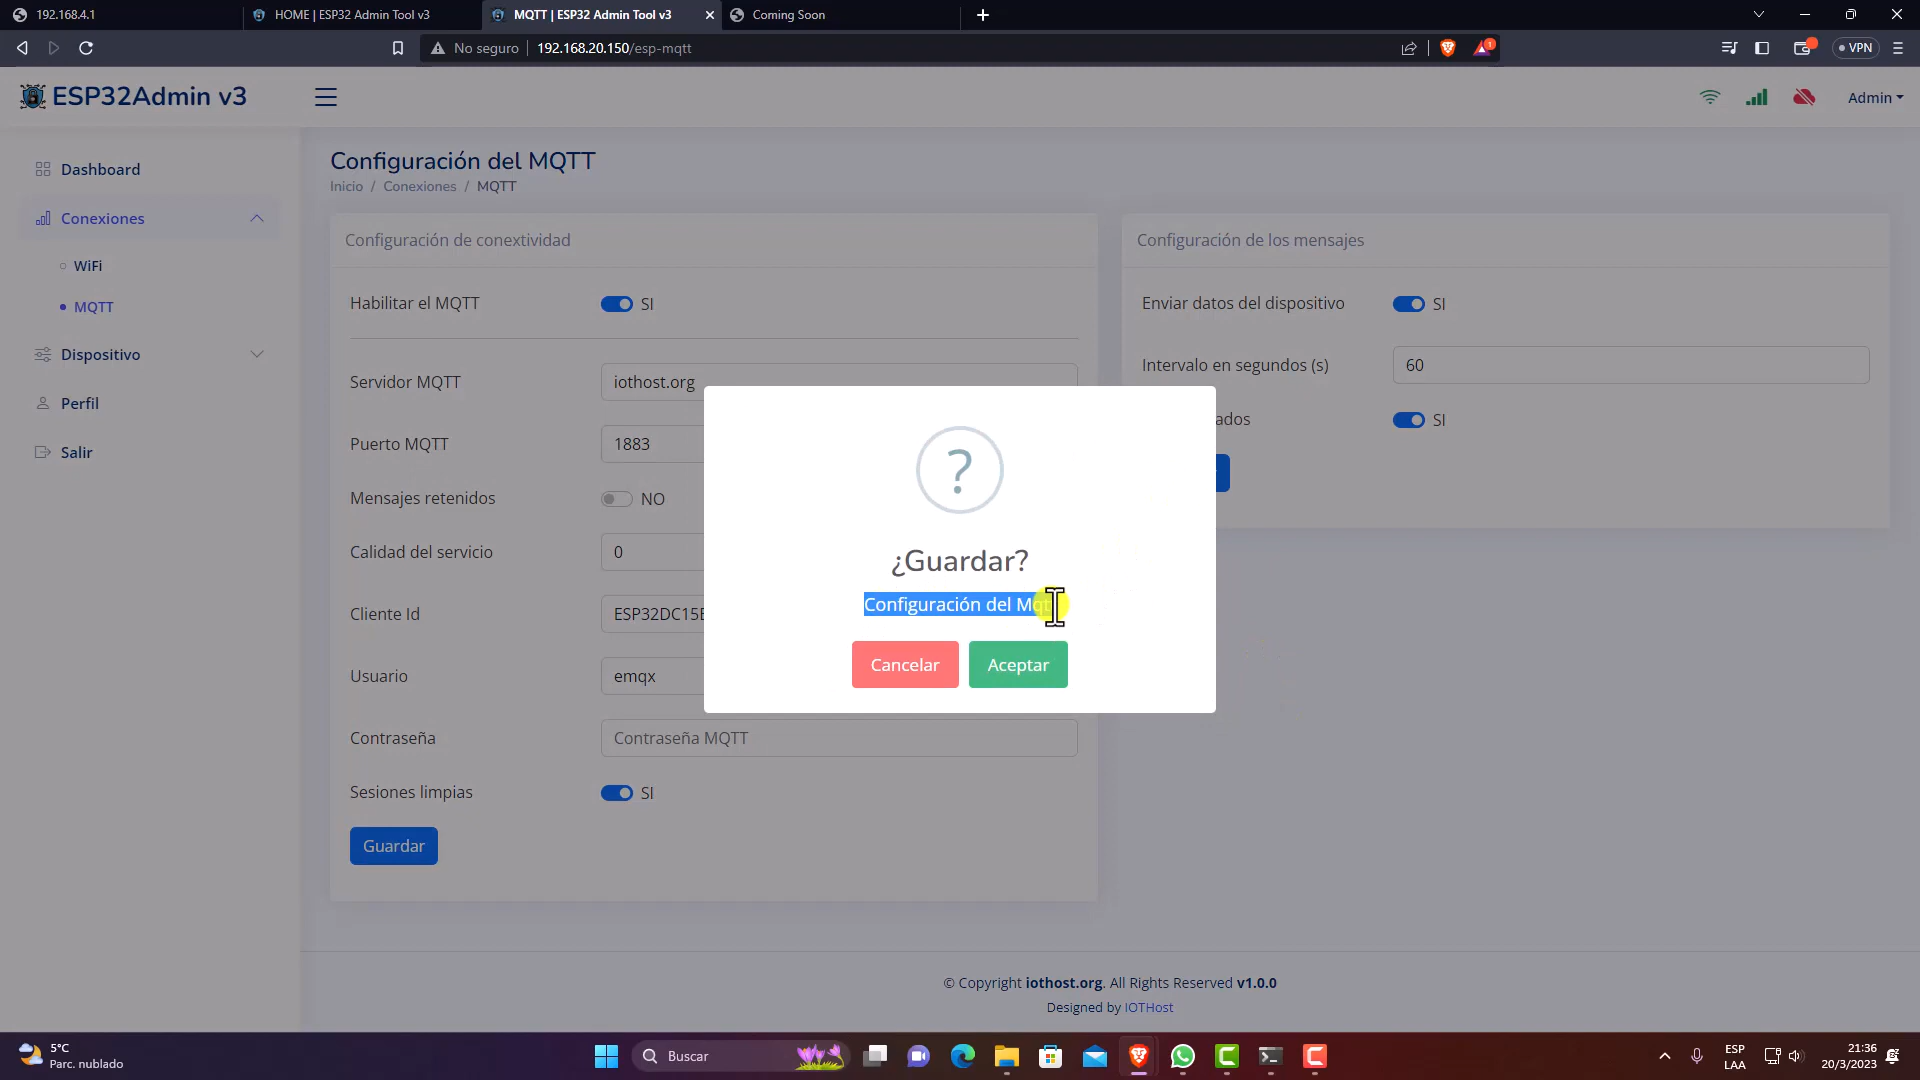 192.168.4.1
HOME | ESP32 Admin Tool v3
MQTT | ESP32 Admin Tool v3
Coming Soon
No seguro
192.168.20.150/esp-mqtt
1
VPN
ESP32Admin v3
Admin
Dashboard
Conexiones
WiFi
MQTT
Dispositivo
Perfil
Salir
Configuración del MQTT
Inicio / Conexiones / MQTT
Configuración de conextividad
Habilitar el MQTT SI
Servidor MQTT iothost.org
Puerto MQTT 1883
Mensajes retenidos NO
Calidad del servicio 0
Cliente Id
Usuario emqx
Contraseña Contraseña MQTT
Sesiones limpias SI
Guardar
Configuración de los mensajes
Enviar datos del dispositivo SI
Intervalo en segundos (s) 60
SI
?
¿Guardar?
Configuración del
Cancelar Aceptar
© Copyright iothost.org. All Rights Reserved v1.0.0
Designed by IOTHost
5°C
Parc. nublado
Buscar
ESP
LAA
21:36
20/3/2023